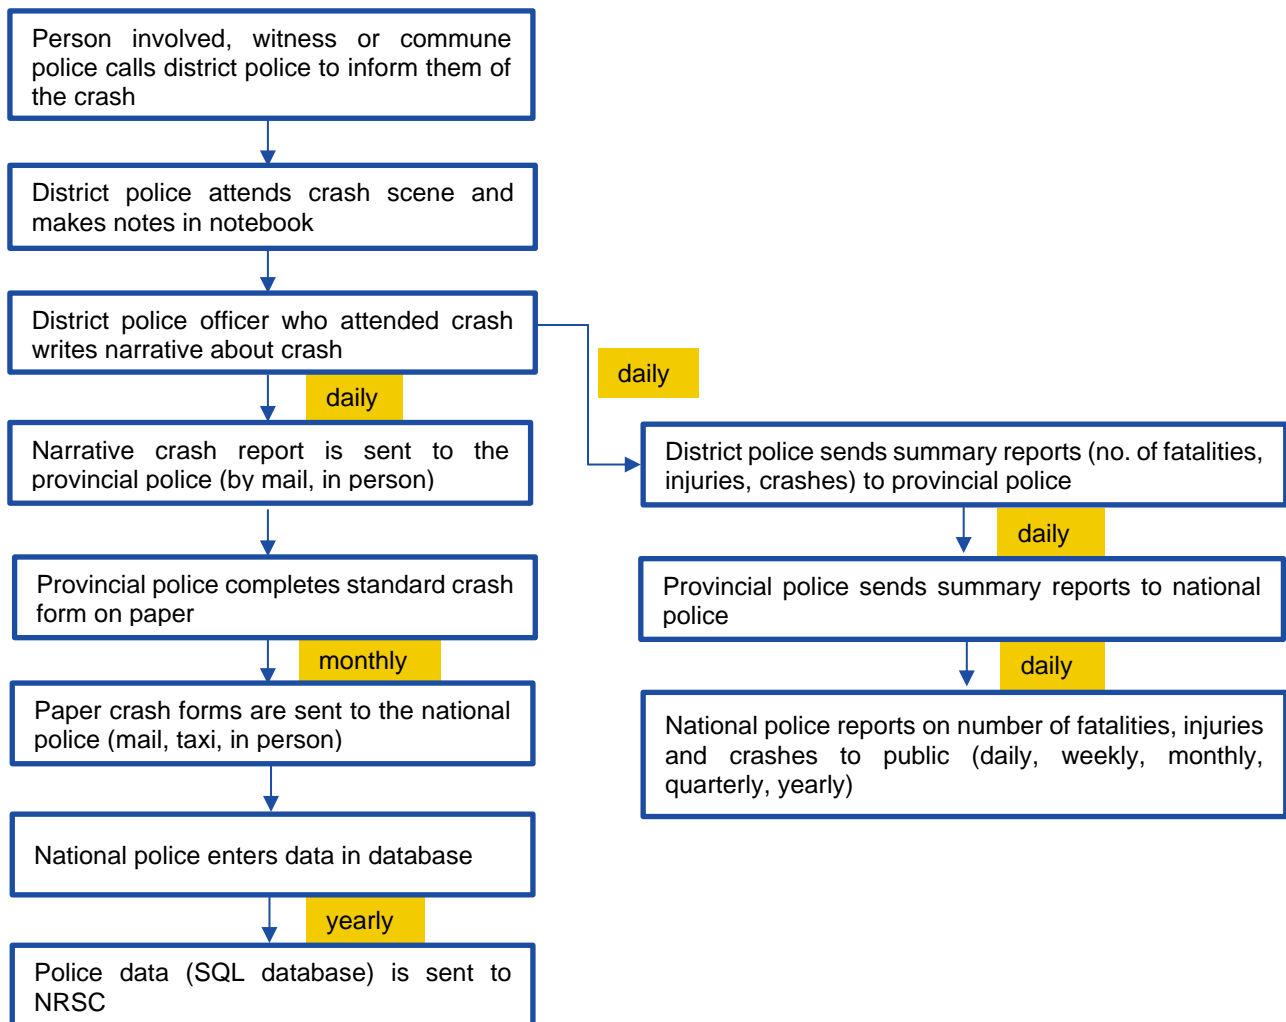 Person involved, witness or commune
police calls district police to inform them of
the crash
District police attends crash scene and
makes notes in notebook
District police officer who attended crash
writes narrative about crash
daily
daily
Narrative crash report is sent to the
provincial police (by mail, in person)
District police sends summary reports (no. of fatalities,
injuries, crashes) to provincial police
daily
Provincial police completes standard crash
form on paper
Provincial police sends summary reports to national
police
monthly
daily
Paper crash forms are sent to the national
police (mail, taxi, in person)
National police reports on number of fatalities, injuries
and crashes to public (daily, weekly, monthly,
quarterly, yearly)
National police enters data in database
yearly
Police data (SQL database) is sent to
NRSC